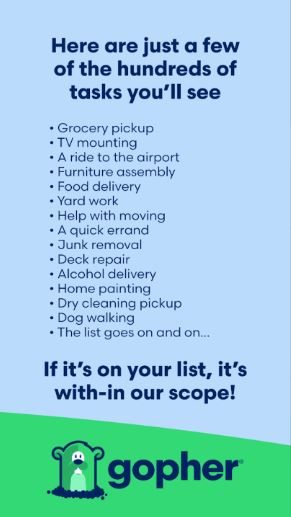 Here are just a few
of the hundreds of
tasks you'll see
• Grocery pickup
• TV mounting
• A ride to the airport
• Furniture assembly
• Food delivery
• Yard work
• Help with moving
• A quick errand
• Junk removal
• Deck repair
• Alcohol delivery
• Home painting
• Dry cleaning pickup
• Dog walking
• The list goes on and on...
If it's on your list, it's
with-in our scope!
gopher®